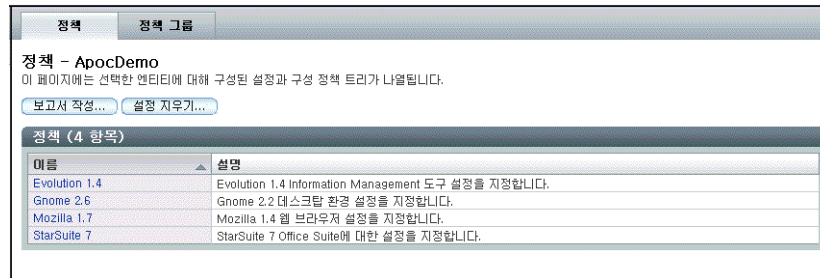 정책 정책 그룹
정책 - ApocDemo
이 페이지에는 선택한 엔티티에 대해 구성된 설정과 구성 정책 트리가 나열됩니다.
보고서 작성... 설정 지우기...
정책 (4 항목)
이름 설명
Evolution 1.4 Evolution 1.4 Information Management 도구 설정을 지정합니다.
Gnome 2.6 Gnome 2.2 데스크탑 환경 설정을 지정합니다.
Mozilla 1.7 Mozilla 1.4 웹 브라우저 설정을 지정합니다.
StarSuite 7 StarSuite 7 Office Suite에 대한 설정을 지정합니다.